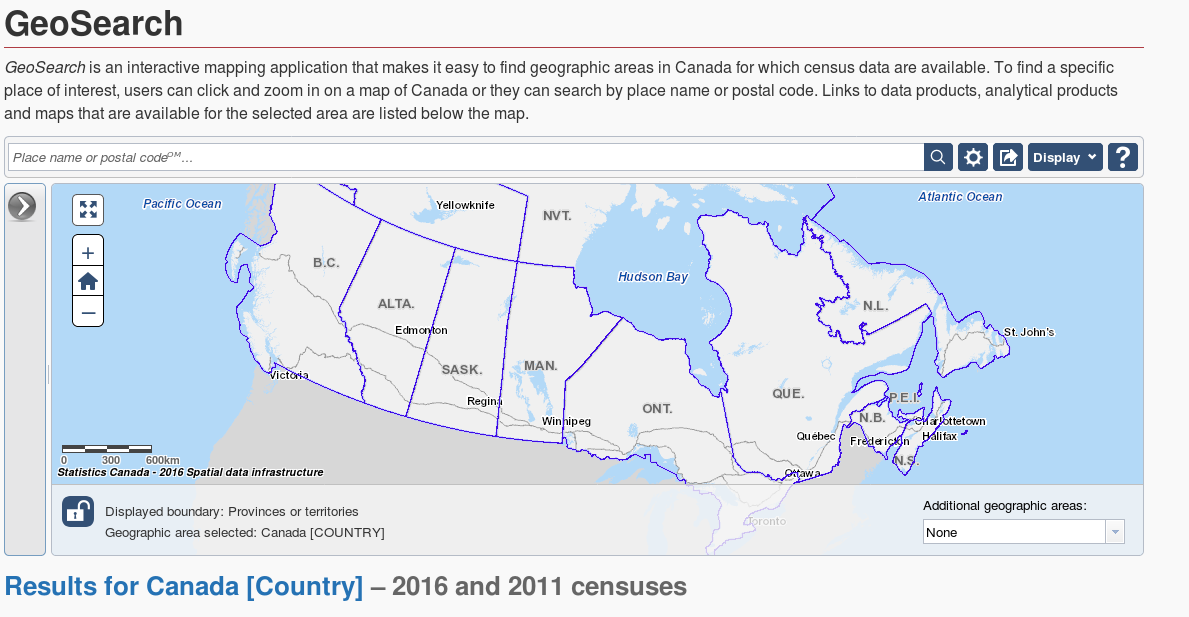 GeoSearch
GeoSearch is an interactive mapping application that makes it easy to find geographic areas in Canada for which census data are available. To find a specific
place of interest, users can click and zoom in on a map of Canada or they can search by place name or postal code. Links to data products, analytical products
and maps that are available for the selected area are listed below the map.
Place name or postal codeOM...
Display
?
Pacific Ocean
Yellowknife
NVT.
Atlantic Ocean
+
B.C.
Hudson Bay
−
ALTA.
N.L.
Edmonton
St. John's
SASK.
MAN.
Victoria
Regina
QUE.
P.E.I.
ONT.
N.B.
Winnipeg
Charlottetown
Québec
Fredericton
Halifax
N.S.
0 300 600km
Statistics Canada - 2016 Spatial data infrastructure
Ottawa
Displayed boundary: Provinces or territories
Geographic area selected: Canada [COUNTRY]
Toronto
Additional geographic areas:
None
Results for Canada [Country] – 2016 and 2011 censuses